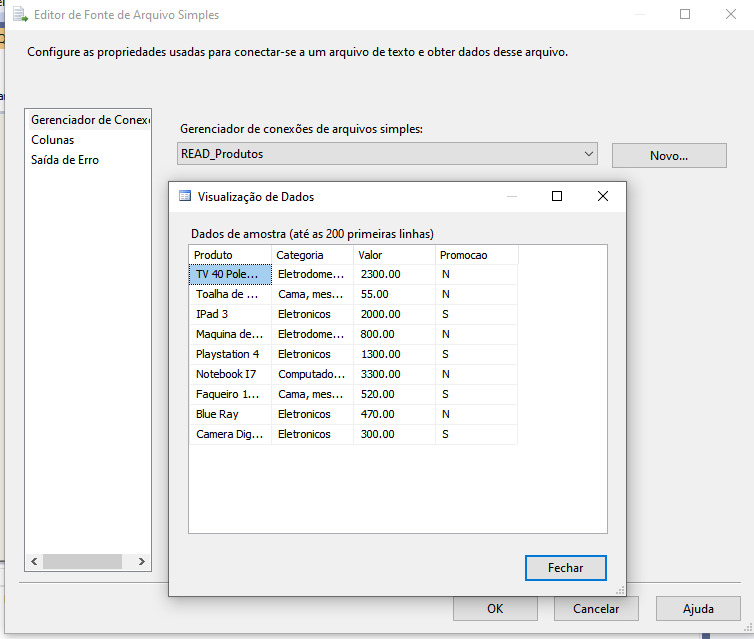 Editor de Fonte de Arquivo Simples
Configure as propriedades usadas para conectar-se a um arquivo de texto e obter dados desse arquivo.
Gerenciador de Conex
Colunas
Saída de Erro
Gerenciador de conexões de arquivos simples:
READ_Produtos
Novo...
Visualização de Dados
Dados de amostra (até as 200 primeiras linhas)
Produto Categoria Valor Promocao
TV 40 Pole... Eletrodome... 2300.00 N
Toalha de ... Cama, mes... 55.00 N
IPad 3 Eletronicos 2000.00 S
Maquina de... Eletrodome... 800.00 N
Playstation 4 Eletronicos 1300.00 S
Notebook I7 Computado... 3300.00 N
Faqueiro 1... Cama, mes... 520.00 S
Blue Ray Eletronicos 470.00 N
Camera Dig... Eletronicos 300.00 S
Fechar
OK Cancelar Ajuda